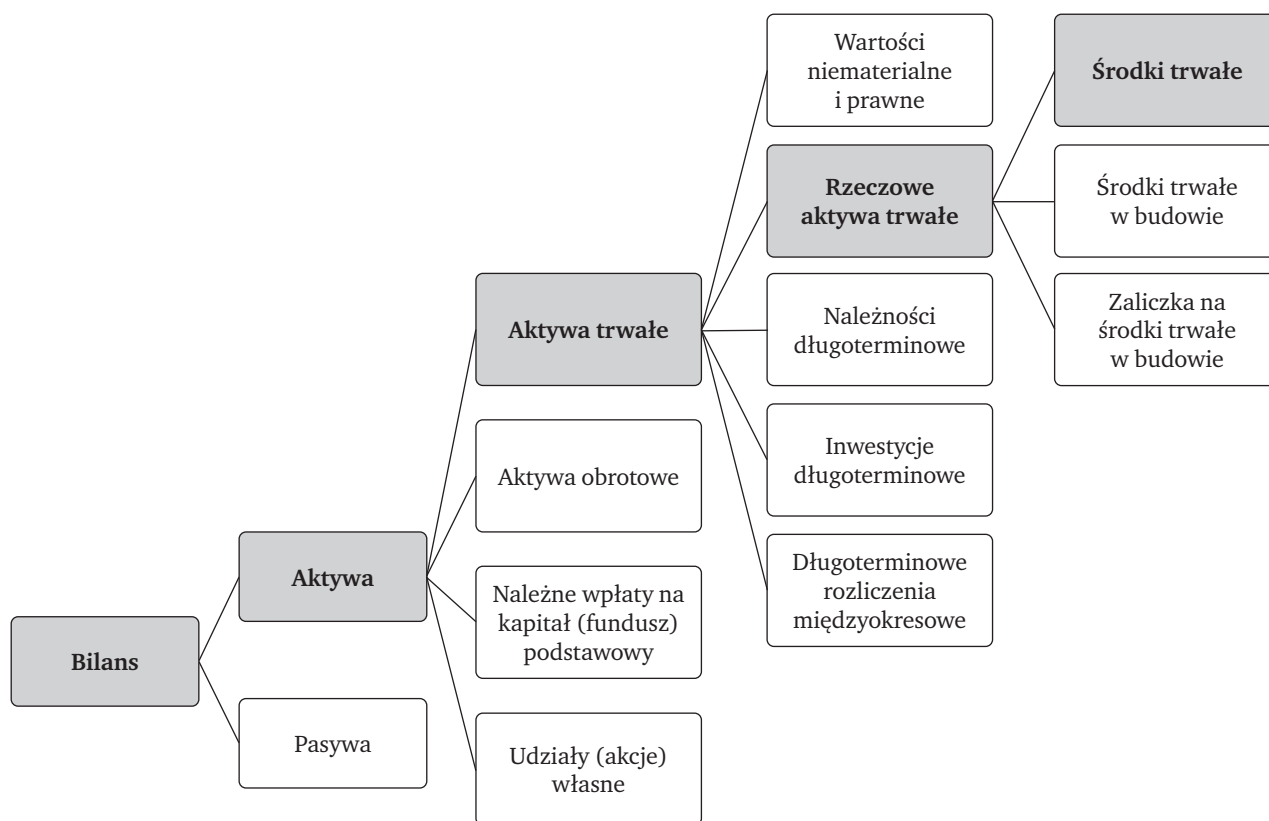 Bilans
Aktywa
Pasywa
Aktywa trwałe
Aktywa obrotowe
Należne wpłaty na
kapitał (fundusz)
podstawowy
Udziały (akcje)
własne
Wartości
niematerialne
i prawne
Rzeczowe
aktywa trwałe
Należności
długoterminowe
Inwestycje
długoterminowe
Długoterminowe
rozliczenia
międzyokresowe
Środki trwałe
Środki trwałe
w budowie
Zaliczka na
środki trwałe
w budowie